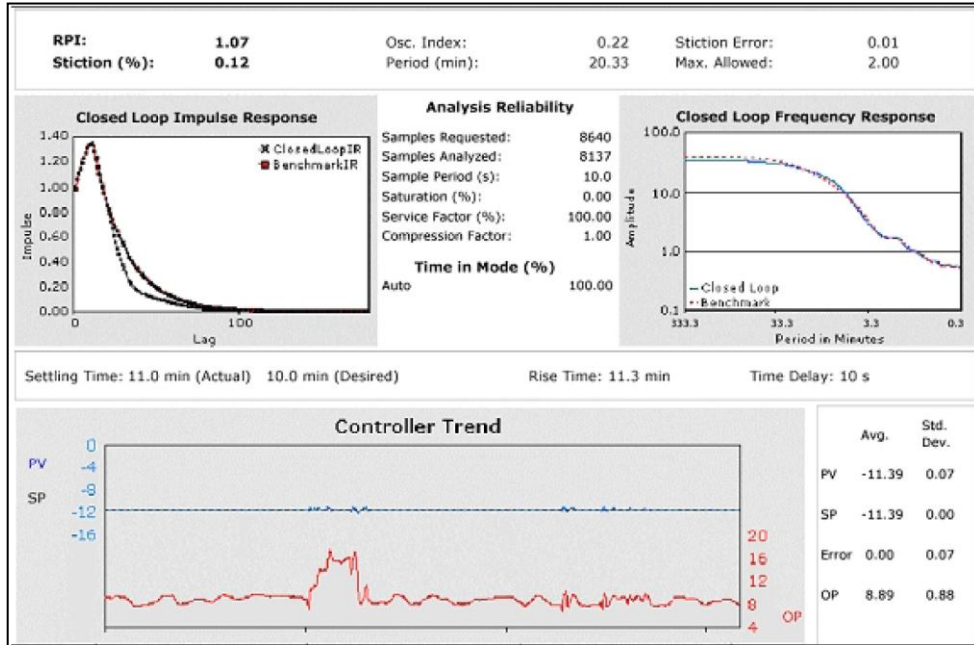 RPI: 1.07 Osc. Index: 0.22 Stiction Error: 0.01
Stiction (%): 0.12 Period (min): 20.33 Max. Allowed: 2.00
Closed Loop Impulse Response
1.40
1.20
1.00
0.80
0.60
0.40
0.20
0.00
Impulse
ClosedLoopIR
BenchmarkIR
0 100
Lag
Analysis Reliability
Samples Requested: 8640
Samples Analyzed: 8137
Sample Period (s): 10.0
Saturation (%): 0.00
Service Factor (%): 100.00
Compression Factor: 1.00
Time in Mode (%)
Auto 100.00
Closed Loop Frequency Response
100.0
10.0
1.0
0.1
Amplitude
Closed Loop
Benchmark
333.3 33.3 3.3 0.3
Period in Minutes
Settling Time: 11.0 min (Actual) 10.0 min (Desired) Rise Time: 11.3 min Time Delay: 10 s
Controller Trend
PV
SP
0
-4
-8
-12
-16
20
16
12
8
4
OP
Avg. Std. Dev.
PV -11.39 0.07
SP -11.39 0.00
Error 0.00 0.07
OP 8.89 0.88